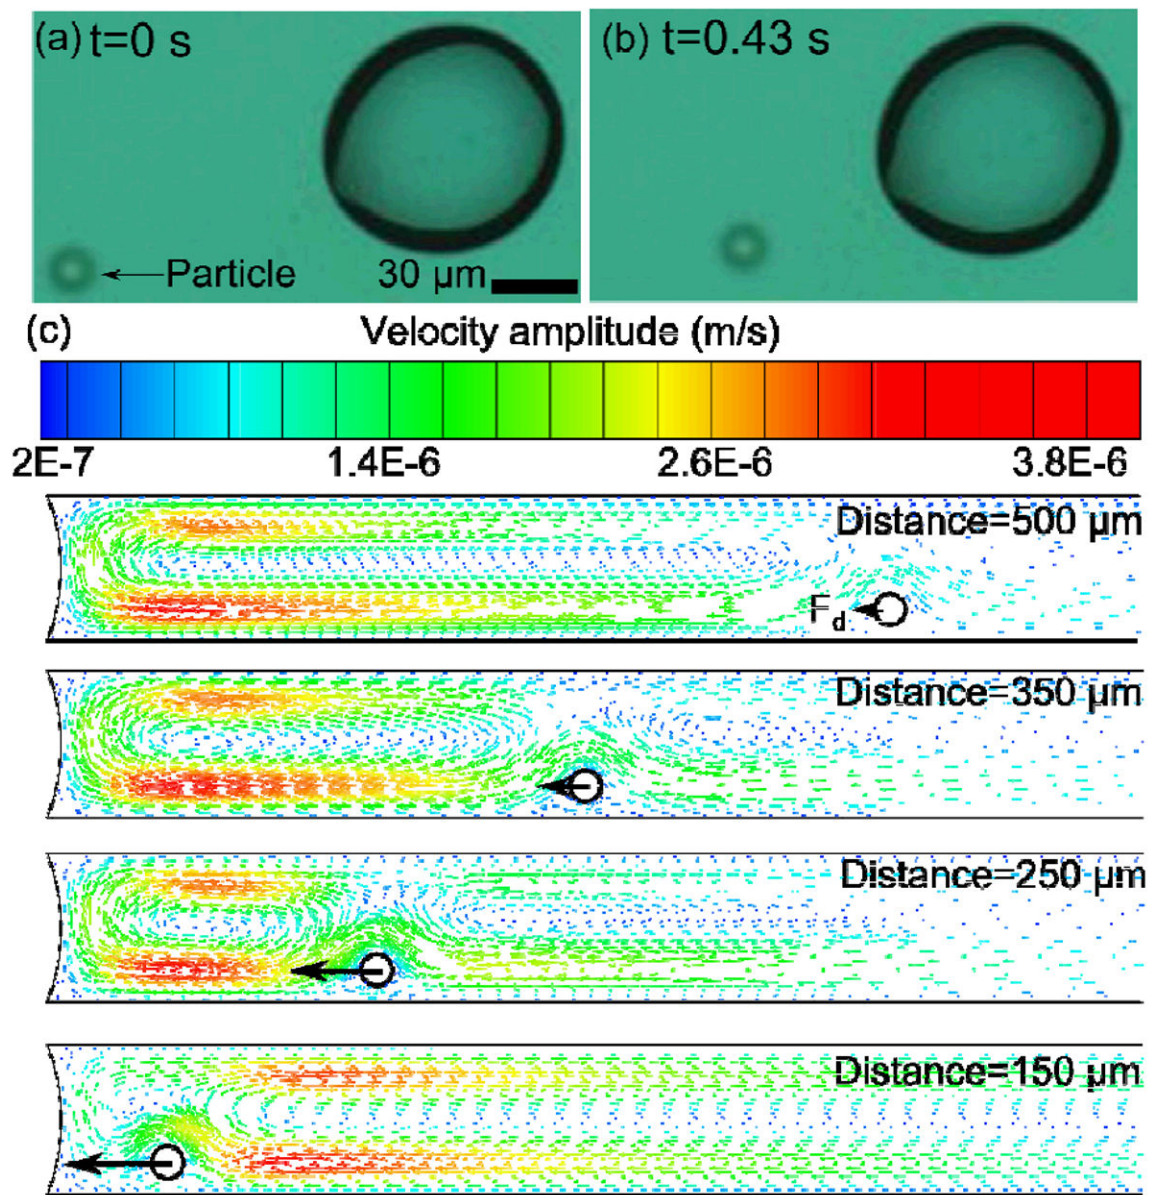 (a) t=0 s
(b) t=0.43 s
Particle
30 μm
(c)
Velocity amplitude (m/s)
2E-7 1.4E-6 2.6E-6 3.8E-6
Distance=500 μm
Fd
Distance=350 μm
Distance=250 μm
Distance=150 μm